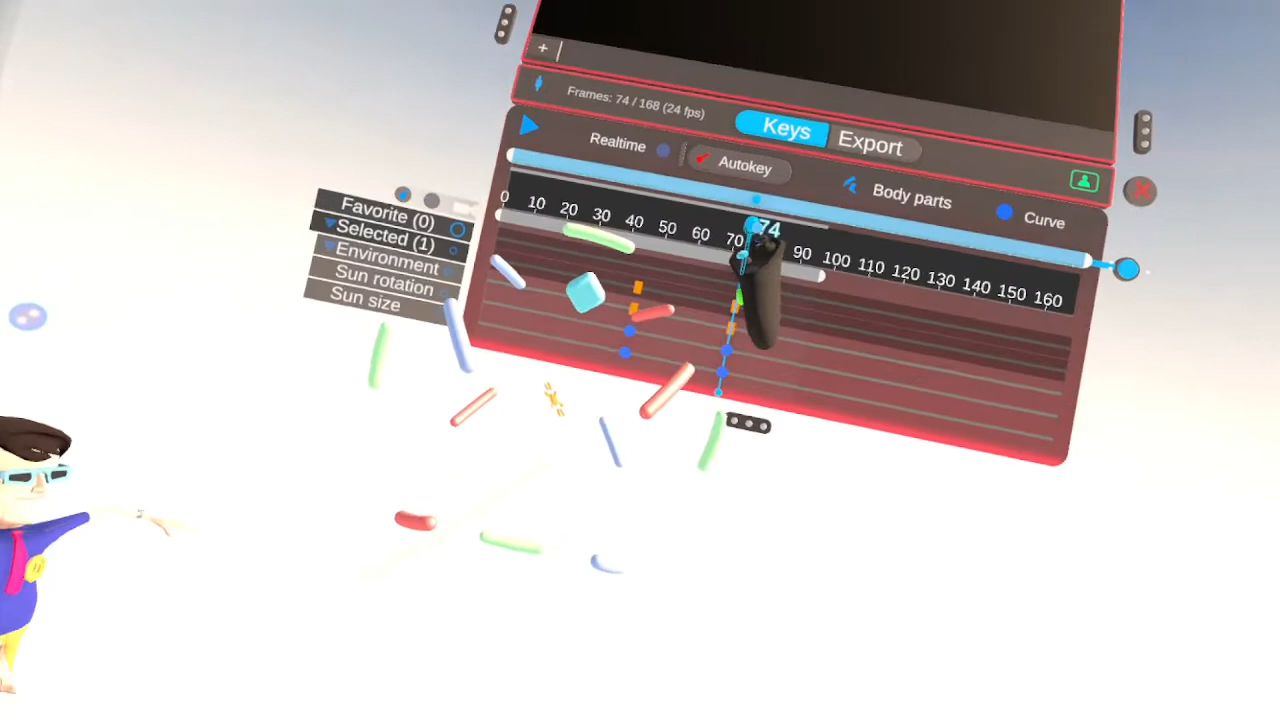 +
Frames: 74 / 168 (24 fps)
Keys
Export
Realtime
Autokey
Body parts
Curve
0 10 20 30 40 50 60 70 74 90 100 110 120 130 140 150 160
Favorite (0)
Selected (1)
Environment
Sun rotation
Sun size